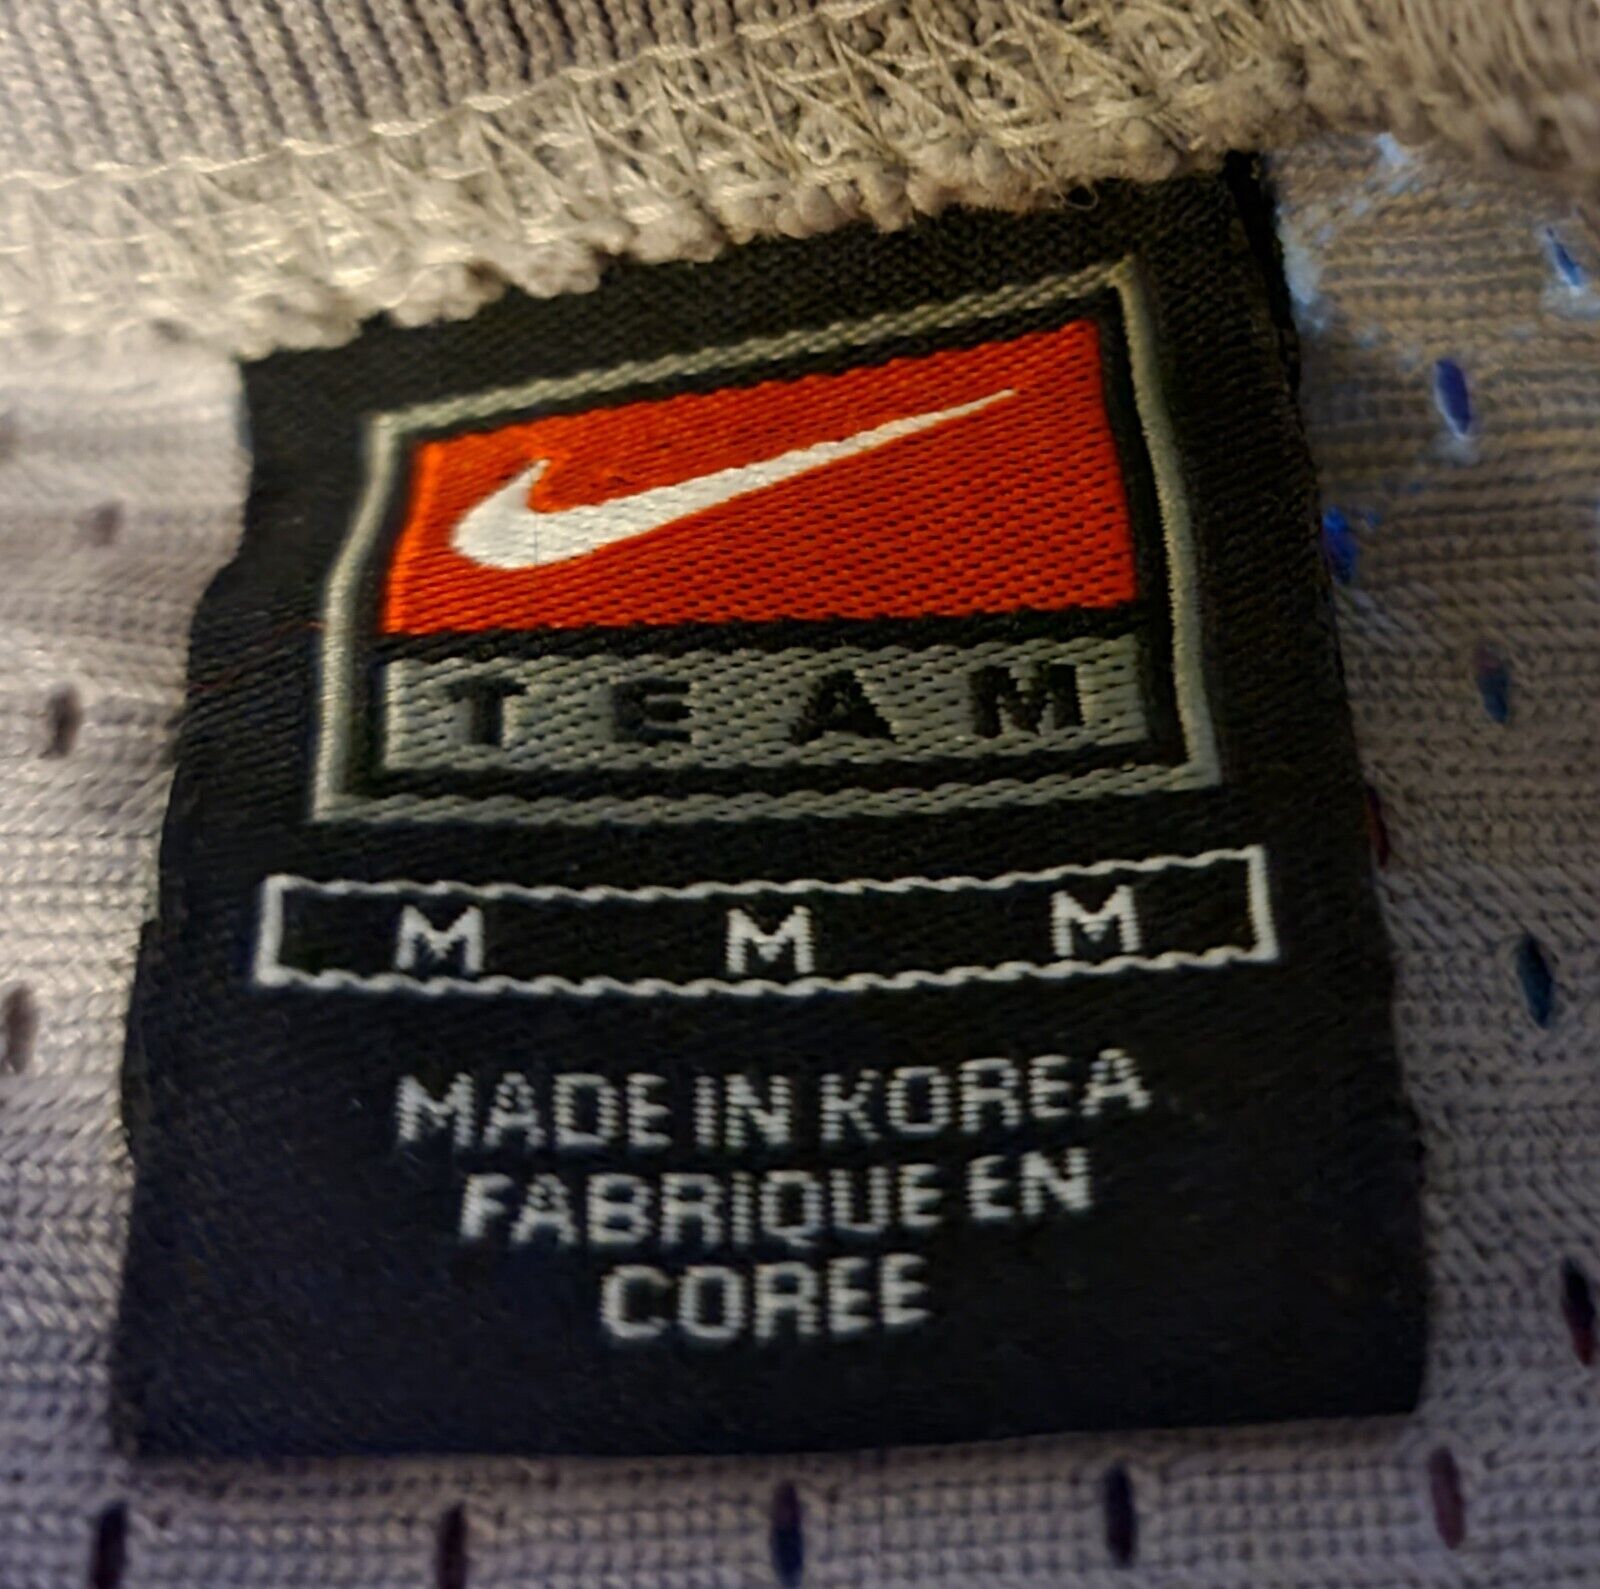 TEAM
M M M
MADE IN KOREA
FABRIQUE EN
COREE